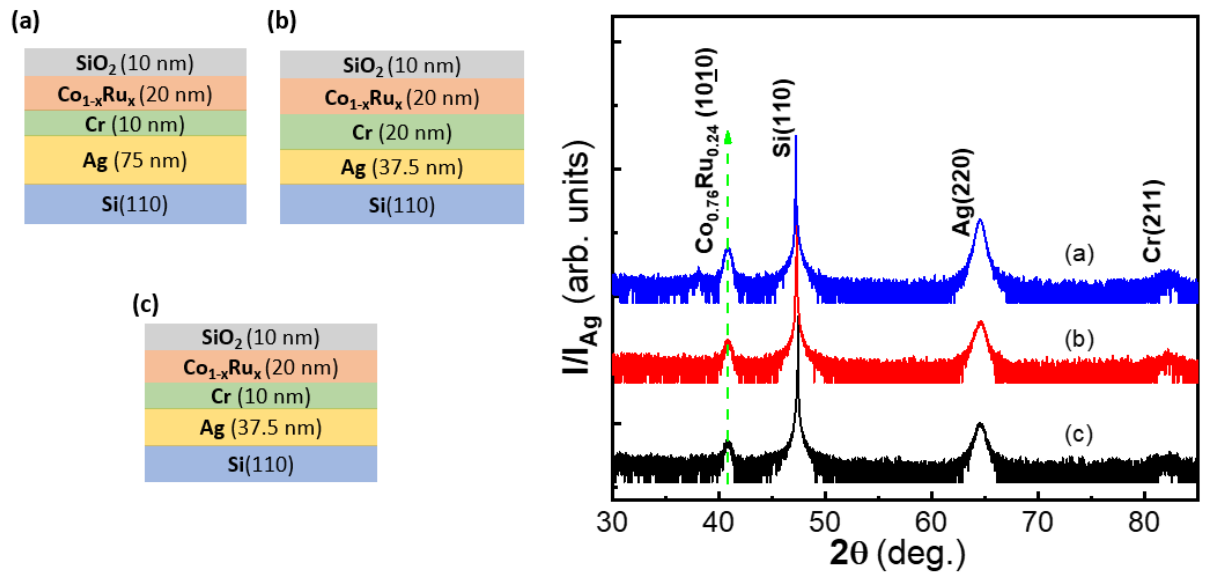 (a)
SiO₂ (10 nm)
Co₁₋ₓRuₓ (20 nm)
Cr (10 nm)
Ag (75 nm)
Si(110)
(b)
SiO₂ (10 nm)
Co₁₋ₓRuₓ (20 nm)
Cr (20 nm)
Ag (37.5 nm)
Si(110)
(c)
SiO₂ (10 nm)
Co₁₋ₓRuₓ (20 nm)
Cr (10 nm)
Ag (37.5 nm)
Si(110)
I/I_Ag (arb. units)
Co₀.₇₆Ru₀.₂₄ (101̲0)
Si(110)
Ag(220)
Cr(211)
(a)
(b)
(c)
30 40 50 60 70 80
2θ (deg.)